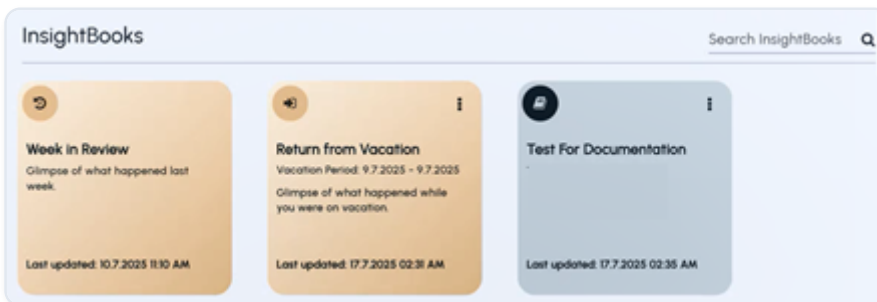 InsightBooks
Search InsightBooks
Week in Review
Glimpse of what happened last
week.
Last updated: 10.7.2025 11:10 AM
Return from Vacation
Vacation Period: 9.7.2025 - 9.7.2025
Glimpse of what happened while
you were on vacation.
Last updated: 17.7.2025 02:31 AM
Test For Documentation
Last updated: 17.7.2025 02:35 AM